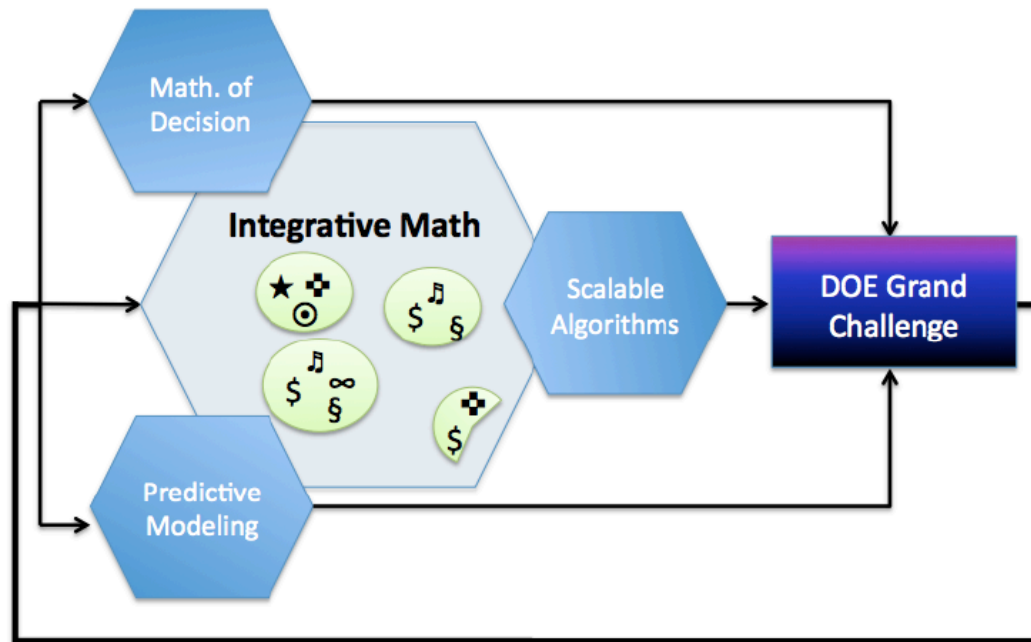 Math. of
Decision
Integrative Math
★ ✜
⊙
$ ♬
§
$ ♬ ∞
§
✜
$
Scalable
Algorithms
DOE Grand
Challenge
Predictive
Modeling